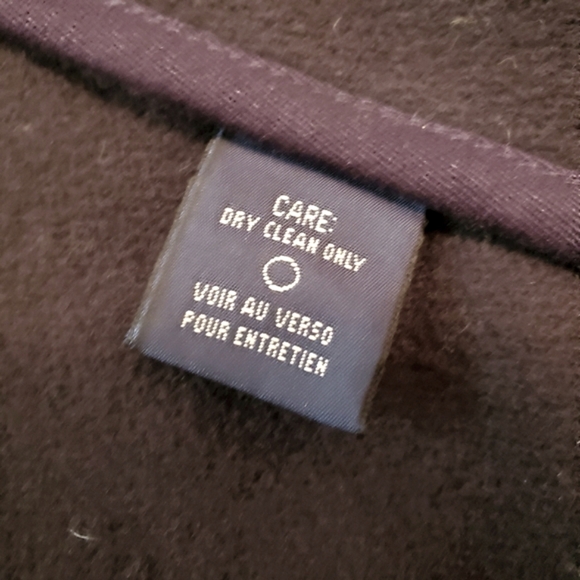 CARE:
DRY CLEAN ONLY
VOIR AU VERSO
POUR ENTRETIEN